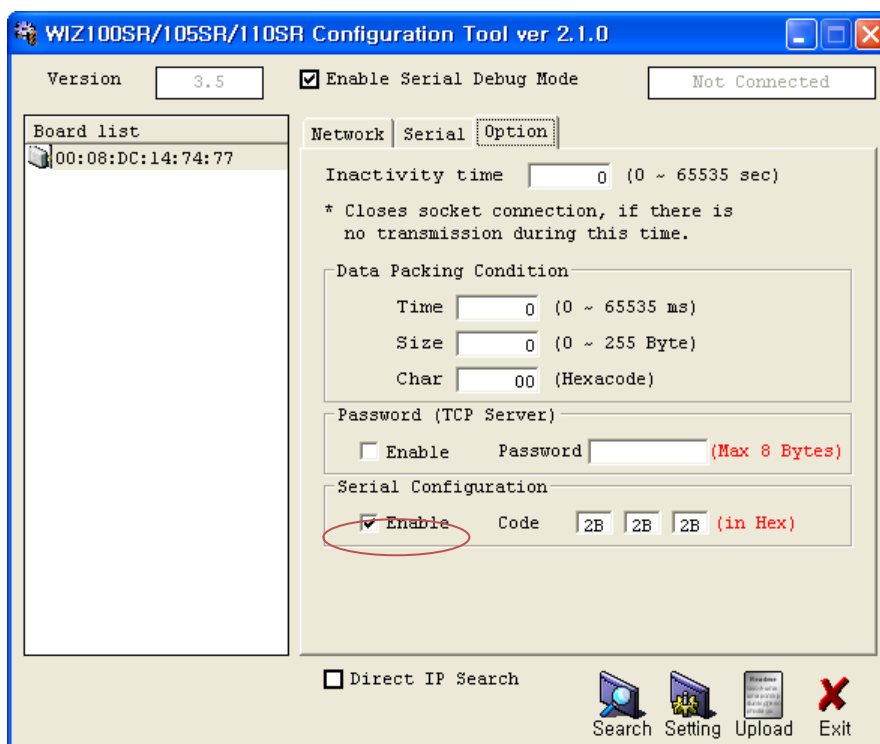 WIZ100SR/105SR/110SR Configuration Tool ver 2.1.0
Version 3.5 Enable Serial Debug Mode Not Connected
Board list
00:08:DC:14:74:77
Network Serial Option
Inactivity time 0 (0 ~ 65535 sec)
* Closes socket connection, if there is
no transmission during this time.
Data Packing Condition
Time 0 (0 ~ 65535 ms)
Size 0 (0 ~ 255 Byte)
Char 00 (Hexacode)
Password (TCP Server)
Enable Password (Max 8 Bytes)
Serial Configuration
Enable Code 2B 2B 2B (in Hex)
Direct IP Search
Search Setting Upload Exit